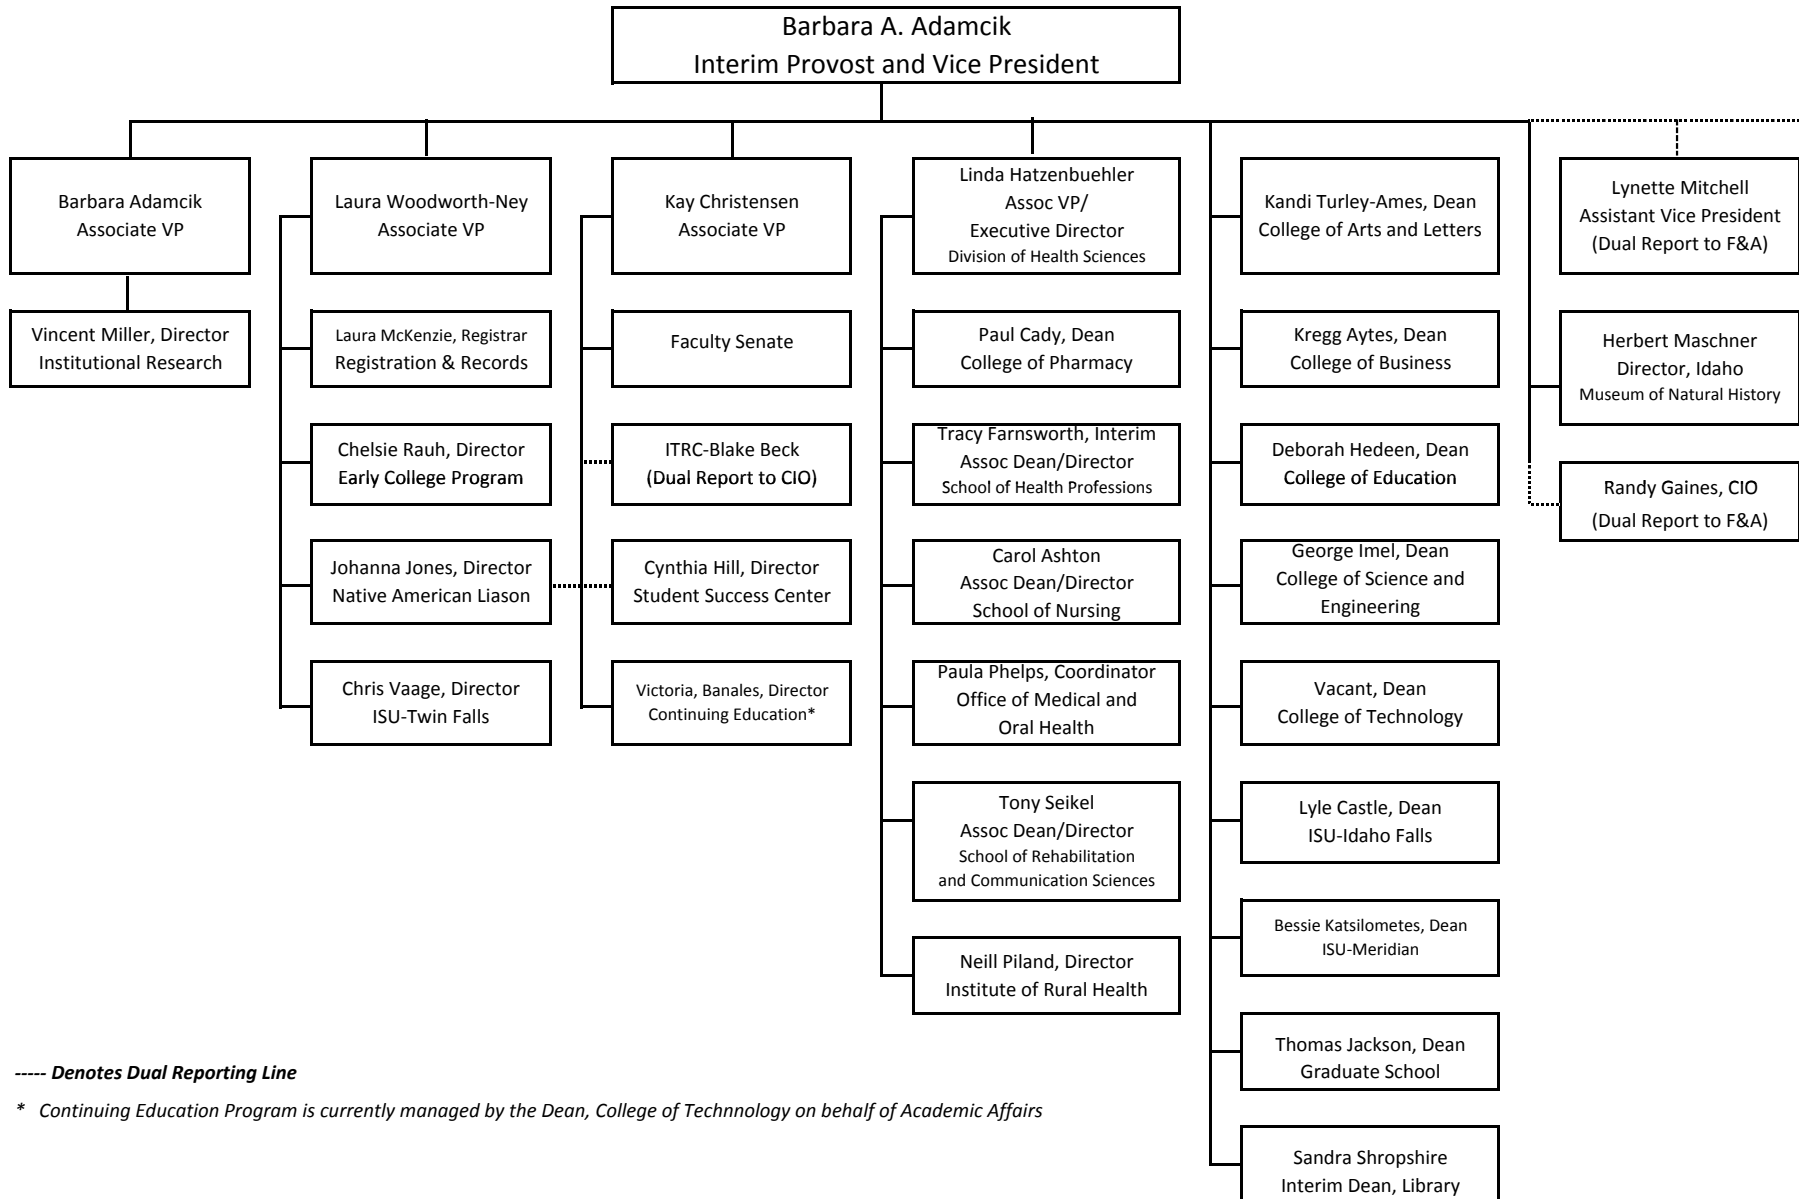 Barbara A. Adamcik
Interim Provost and Vice President
Barbara Adamcik
Associate VP
Vincent Miller, Director
Institutional Research
Laura Woodworth-Ney
Associate VP
Laura McKenzie, Registrar
Registration & Records
Chelsie Rauh, Director
Early College Program
Johanna Jones, Director
Native American Liason
Chris Vaage, Director
ISU-Twin Falls
Kay Christensen
Associate VP
Faculty Senate
ITRC-Blake Beck
(Dual Report to CIO)
Cynthia Hill, Director
Student Success Center
Victoria, Banales, Director
Continuing Education*
Linda Hatzenbuehler
Assoc VP/
Executive Director
Division of Health Sciences
Paul Cady, Dean
College of Pharmacy
Tracy Farnsworth, Interim
Assoc Dean/Director
School of Health Professions
Carol Ashton
Assoc Dean/Director
School of Nursing
Paula Phelps, Coordinator
Office of Medical and
Oral Health
Tony Seikel
Assoc Dean/Director
School of Rehabilitation
and Communication Sciences
Neill Piland, Director
Institute of Rural Health
Kandi Turley-Ames, Dean
College of Arts and Letters
Kregg Aytes, Dean
College of Business
Deborah Hedeen, Dean
College of Education
George Imel, Dean
College of Science and
Engineering
Vacant, Dean
College of Technology
Lyle Castle, Dean
ISU-Idaho Falls
Bessie Katsilometes, Dean
ISU-Meridian
Thomas Jackson, Dean
Graduate School
Sandra Shropshire
Interim Dean, Library
Lynette Mitchell
Assistant Vice President
(Dual Report to F&A)
Herbert Maschner
Director, Idaho
Museum of Natural History
Randy Gaines, CIO
(Dual Report to F&A)
----- Denotes Dual Reporting Line
* Continuing Education Program is currently managed by the Dean, College of Technnology on behalf of Academic Affairs